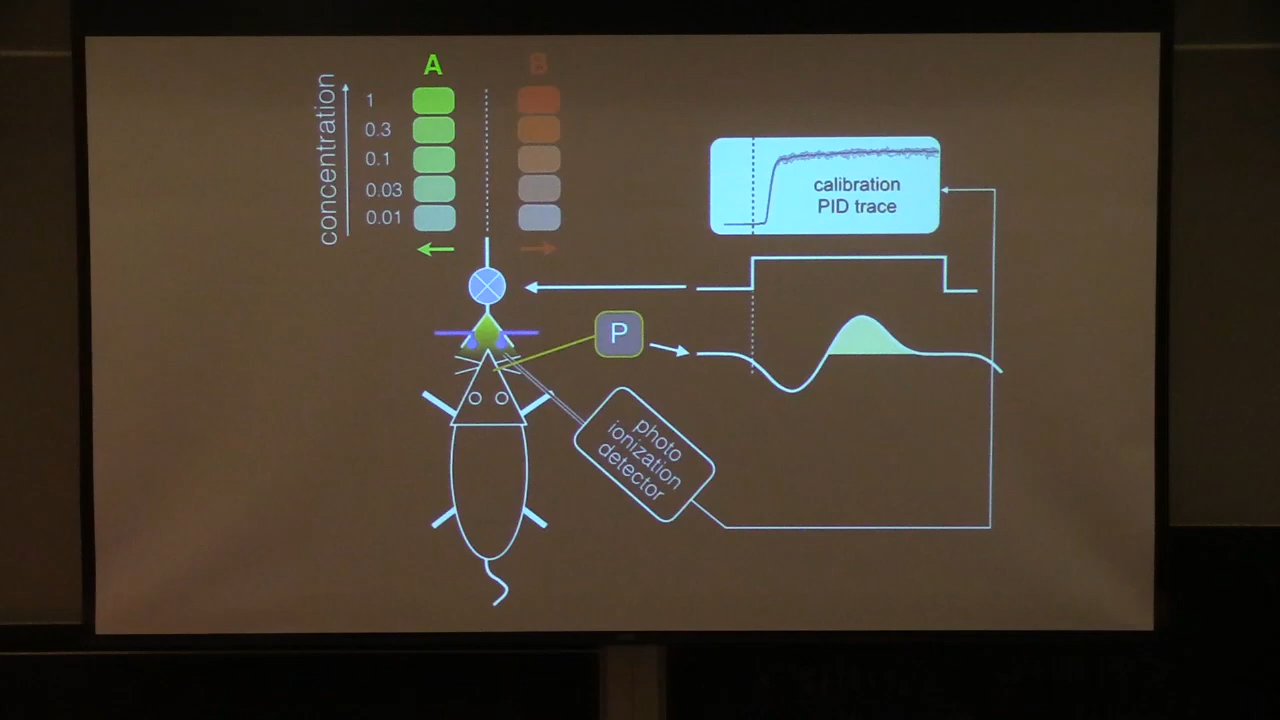 A
B
concentration
1
0.3
0.1
0.03
0.01
calibration
PID trace
P
photo
ionization
detector